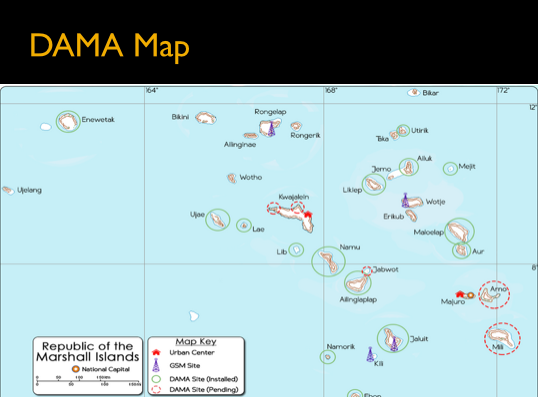 DAMA Map
164°
168°
172°
Bikar
12°
Enewetak
Bikini
Rongelap
Rongerik
Ailinginae
Utirik
Taka
Ailuk
Jemo
Mejit
Wotho
Likiep
Ujelang
Kwajalein
Wotje
Erikub
Ujae
Lae
Maloelap
Lib
Namu
Aur
8°
Jabwot
Arno
Majuro
Ailinglaplap
Jaluit
Mili
Namorik
Kili
Ebon
Republic of the
Marshall Islands
National Capital
Map Key
Urban Center
GSM Site
DAMA Site (Installed)
DAMA Site (Pending)